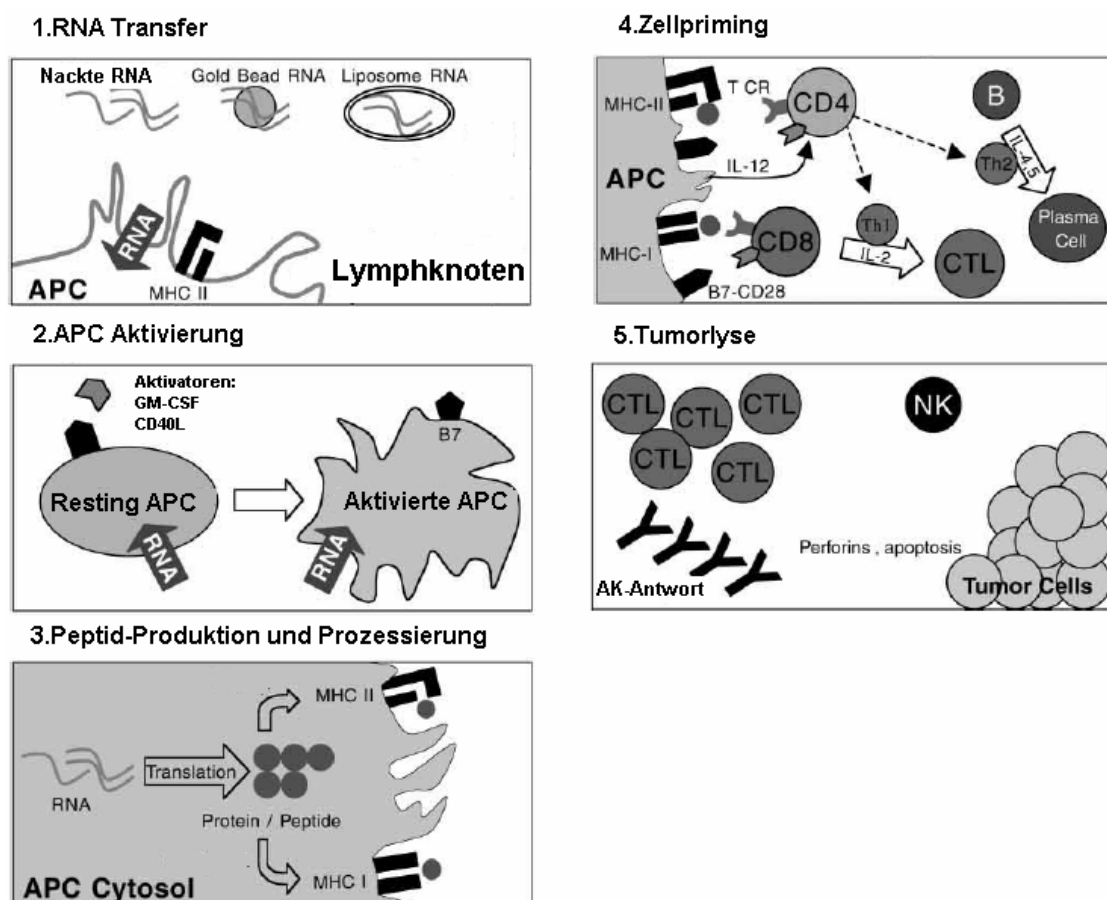 1.RNA Transfer
Nackte RNA
Gold Bead RNA
Liposome RNA
RNA
MHC II
APC
Lymphknoten
2.APC Aktivierung
Aktivatoren:
GM-CSF
CD40L
B7
Resting APC
Aktivierte APC
RNA
RNA
3.Peptid-Produktion und Prozessierung
MHC II
Translation
RNA
Protein / Peptide
MHC I
APC Cytosol
4.Zellpriming
MHC-II
T CR
CD4
B
Th2
IL-4,5
IL-12
APC
Plasma
Cell
MHC-I
CD8
Th1
IL-2
CTL
B7-CD28
5.Tumorlyse
CTL
CTL
CTL
CTL
CTL
NK
Perforins , apoptosis
AK-Antwort
Tumor Cells